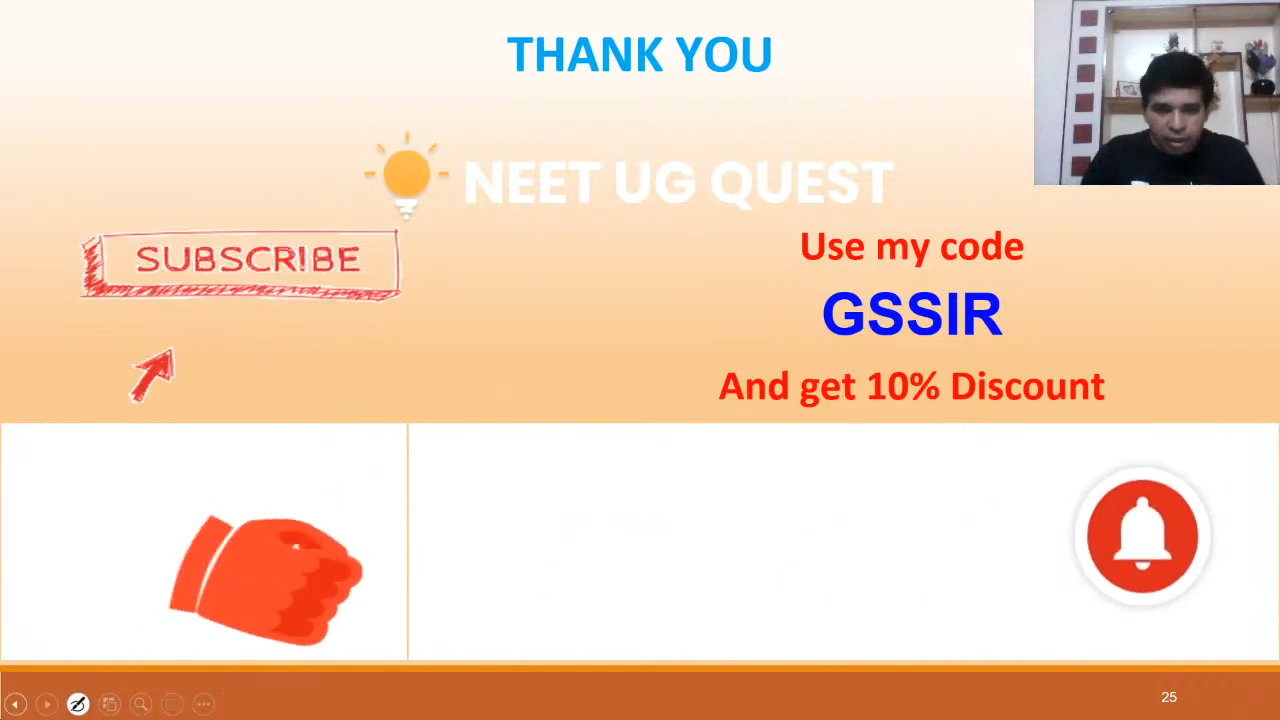 THANK YOU
NEET UG QUEST
SUBSCRIBE
Use my code
GSSIR
And get 10% Discount
25